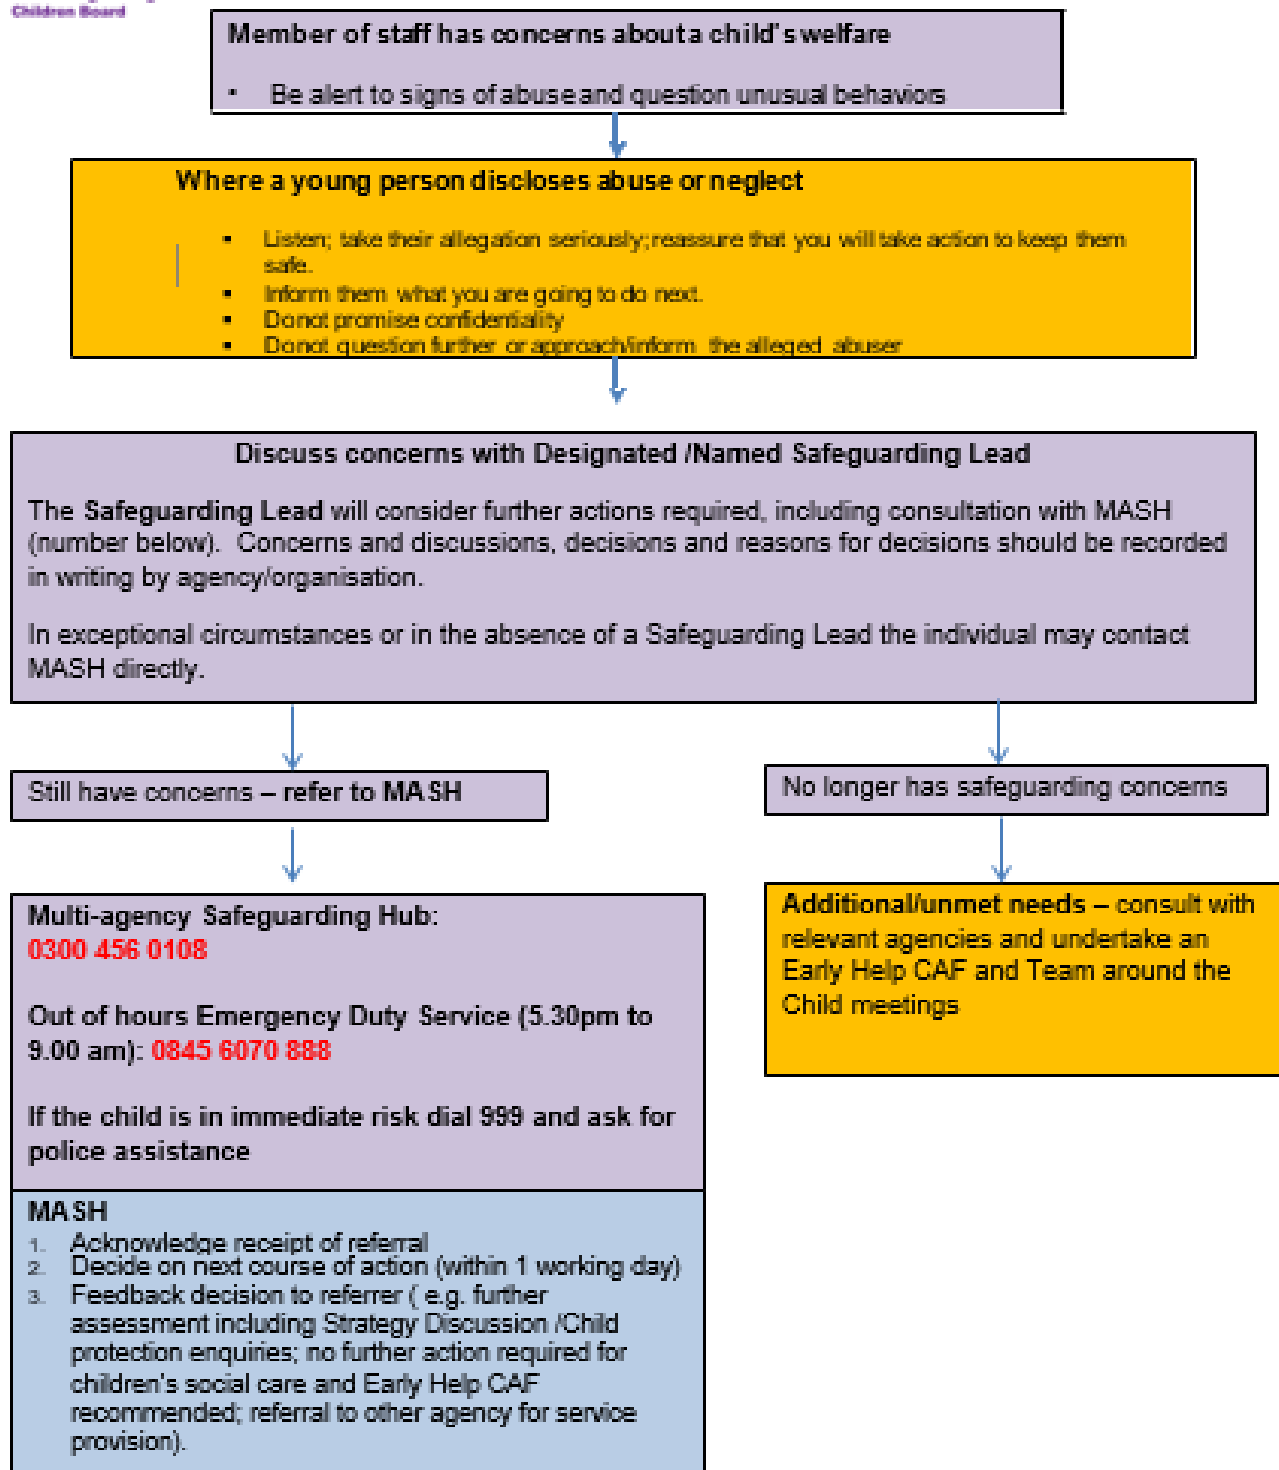 Children Board
Member of staff has concerns about a child's welfare
▪ Be alert to signs of abuse and question unusual behaviors
Where a young person discloses abuse or neglect
▪ Listen; take their allegation seriously; reassure that you will take action to keep them
safe.
▪ Inform them what you are going to do next.
▪ Do not promise confidentiality
▪ Do not question further or approach/inform the alleged abuser
Discuss concerns with Designated /Named Safeguarding Lead
The Safeguarding Lead will consider further actions required, including consultation with MASH
(number below). Concerns and discussions, decisions and reasons for decisions should be recorded
in writing by agency/organisation.
In exceptional circumstances or in the absence of a Safeguarding Lead the individual may contact
MASH directly.
Still have concerns – refer to MASH
No longer has safeguarding concerns
Multi-agency Safeguarding Hub:
0300 456 0108
Out of hours Emergency Duty Service (5.30pm to
9.00 am): 0845 6070 888
If the child is in immediate risk dial 999 and ask for
police assistance
Additional/unmet needs – consult with
relevant agencies and undertake an
Early Help CAF and Team around the
Child meetings
MASH
1. Acknowledge receipt of referral
2. Decide on next course of action (within 1 working day)
3. Feedback decision to referrer ( e.g. further
assessment including Strategy Discussion /Child
protection enquiries; no further action required for
children's social care and Early Help CAF
recommended; referral to other agency for service
provision).